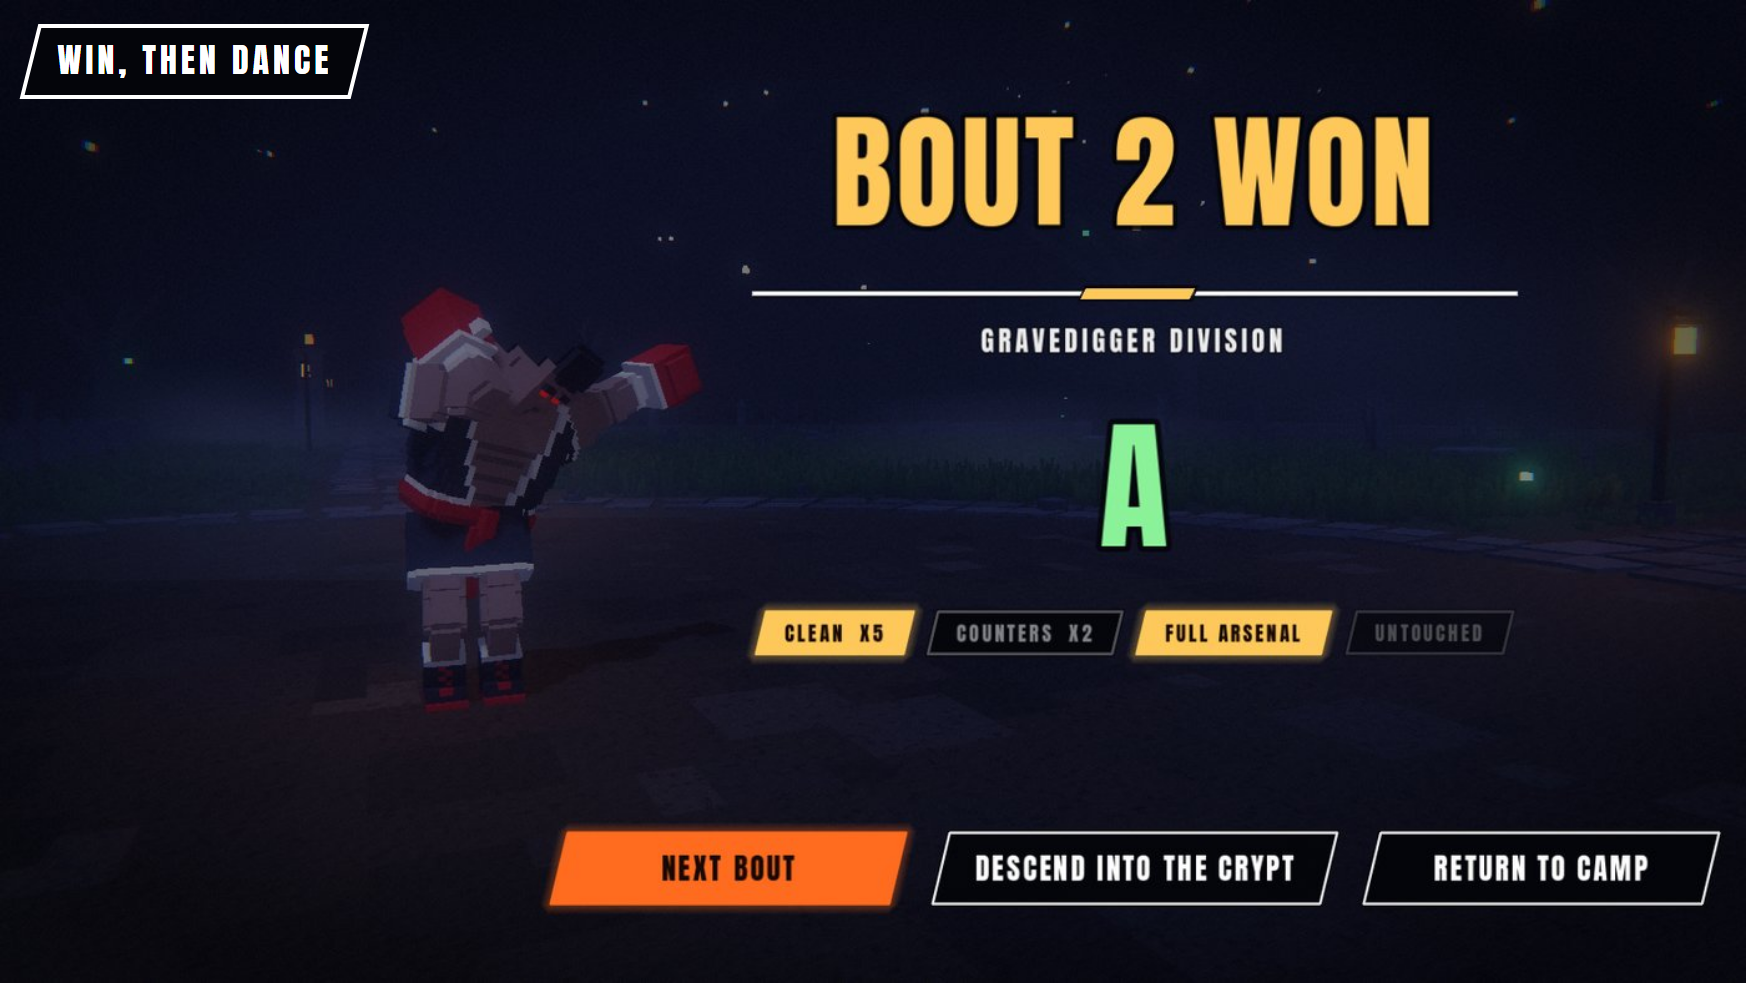 WIN, THEN DANCE
BOUT 2 WON
GRAVEDIGGER DIVISION
A
CLEAN X5
COUNTERS X2
FULL ARSENAL
UNTOUCHED
NEXT BOUT
DESCEND INTO THE CRYPT
RETURN TO CAMP